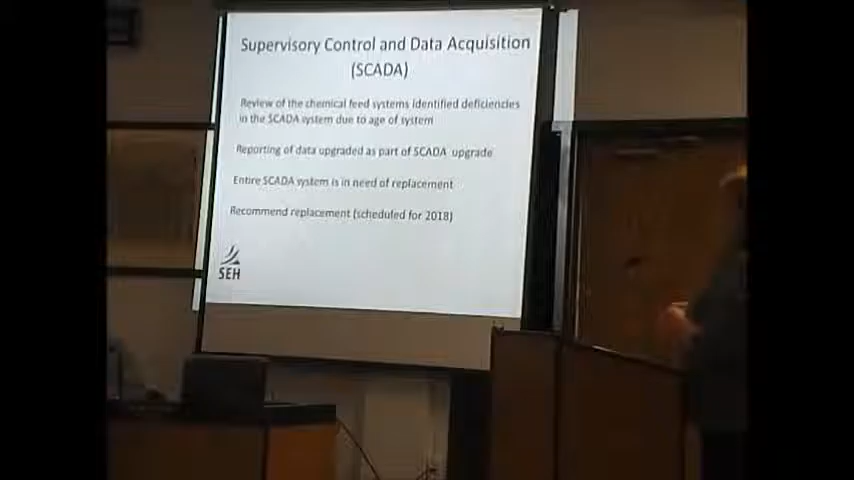 Supervisory Control and Data Acquisition
(SCADA)
Review of the chemical feed systems identified deficiencies
in the SCADA system due to age of system
Reporting of data upgraded as part of SCADA upgrade
Entire SCADA system is in need of replacement
Recommend replacement (scheduled for 2018)
SEH